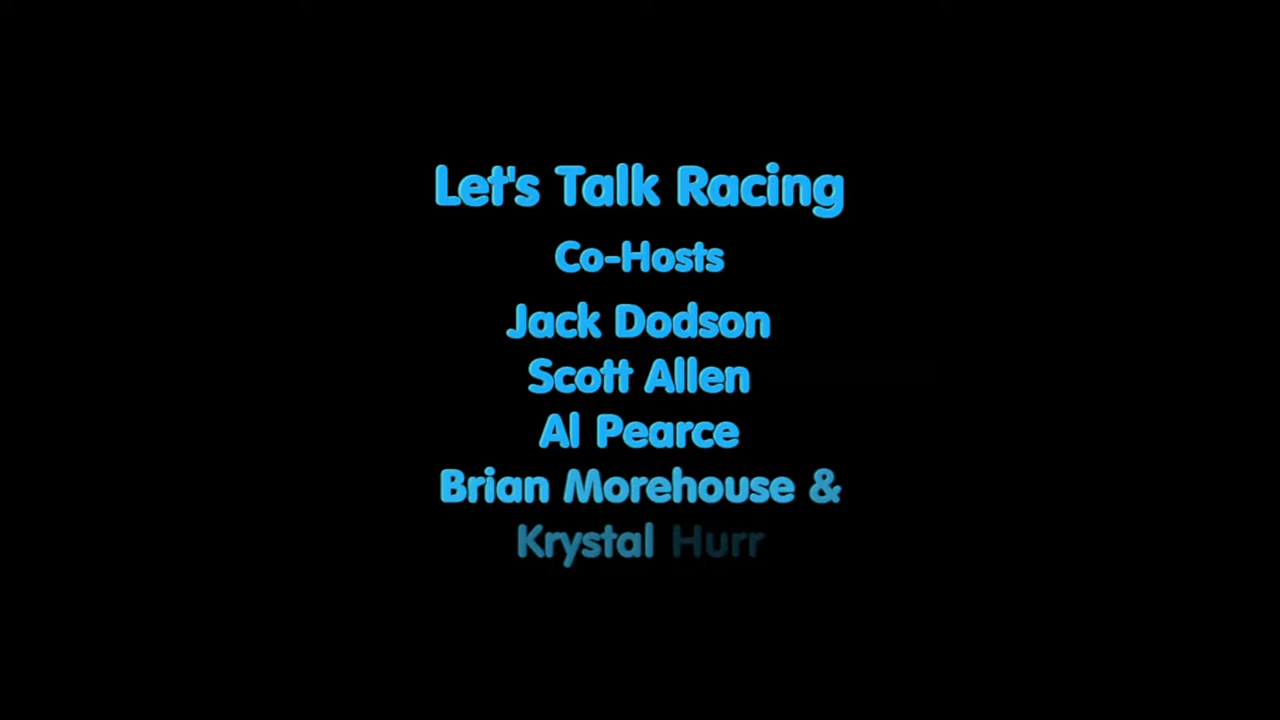 Let's Talk Racing
Co-Hosts
Jack Dodson
Scott Allen
Al Pearce
Brian Morehouse &
Krystal Hurr